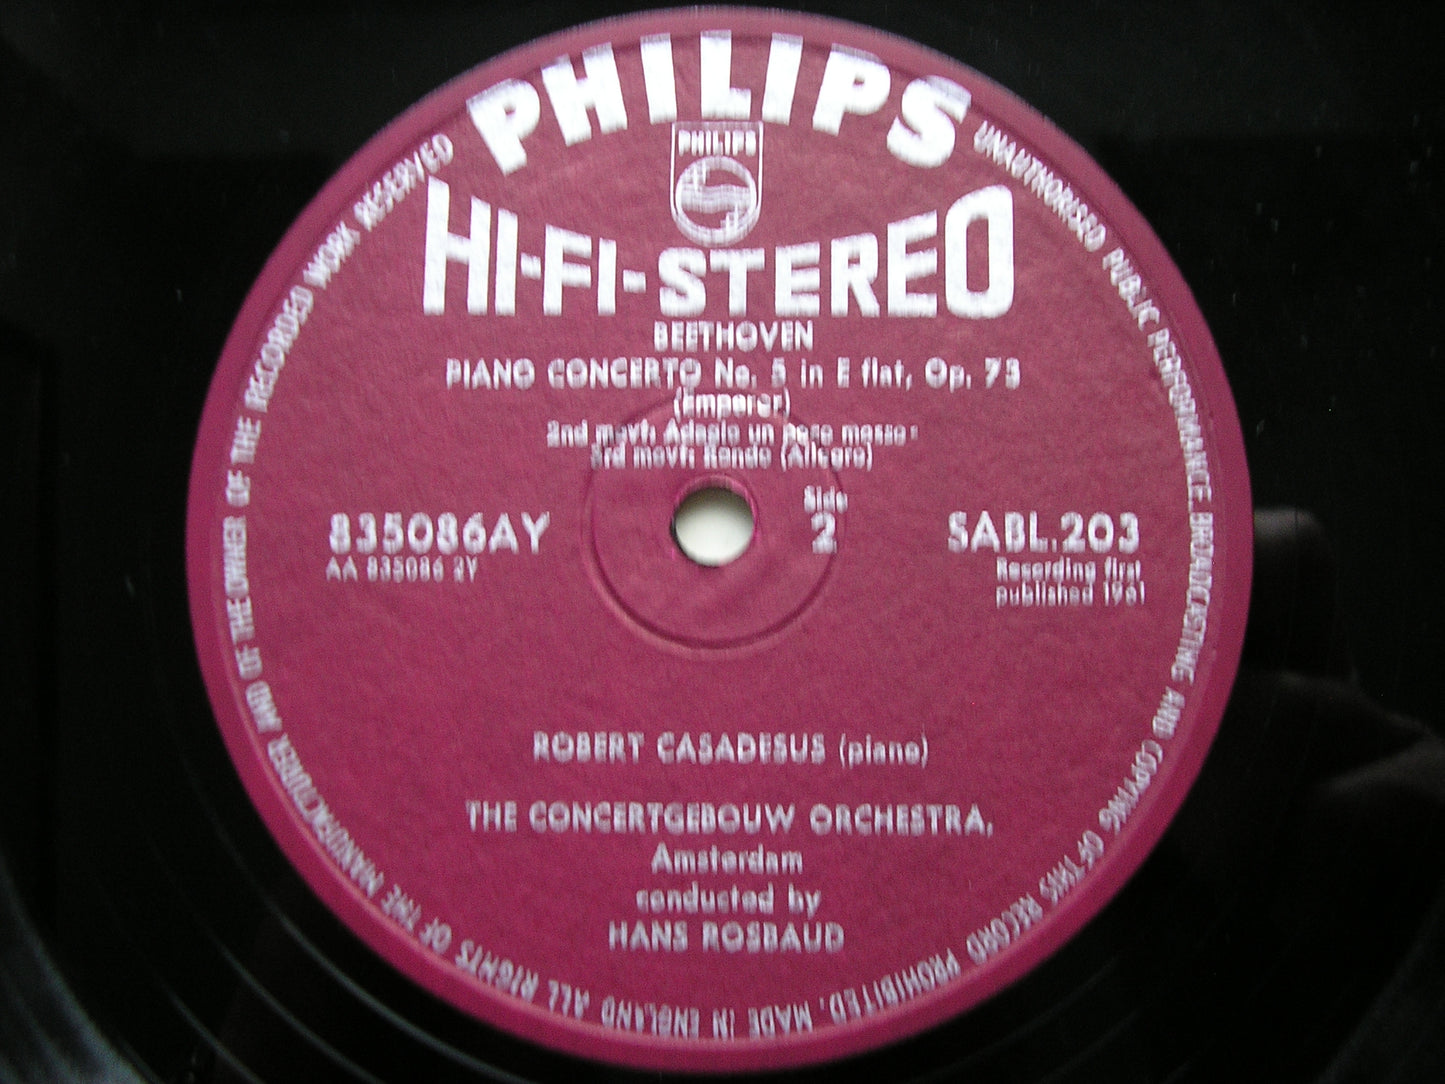 PHILIPS
PHILIPS
HI-FI-STEREO
BEETHOVEN
PIANO CONCERTO No. 5 in E flat, Op. 73
(Emperor)
2nd movt: Adagio un poco mosso:
3rd movt: Rondo (Allegro)
Side
2
835086AY
AA 835086 2Y
SABL.203
Recording first
published 1961
ROBERT CASADESUS (piano)
THE CONCERTGEBOUW ORCHESTRA,
Amsterdam
conducted by
HANS ROSBAUD
ALL RIGHTS OF THE MANUFACTURER AND OF THE OWNER OF THE RECORDED WORK RESERVED
UNAUTHORISED PUBLIC PERFORMANCE BROADCASTING AND COPYING OF THIS RECORD PROHIBITED. MADE IN ENGLAND